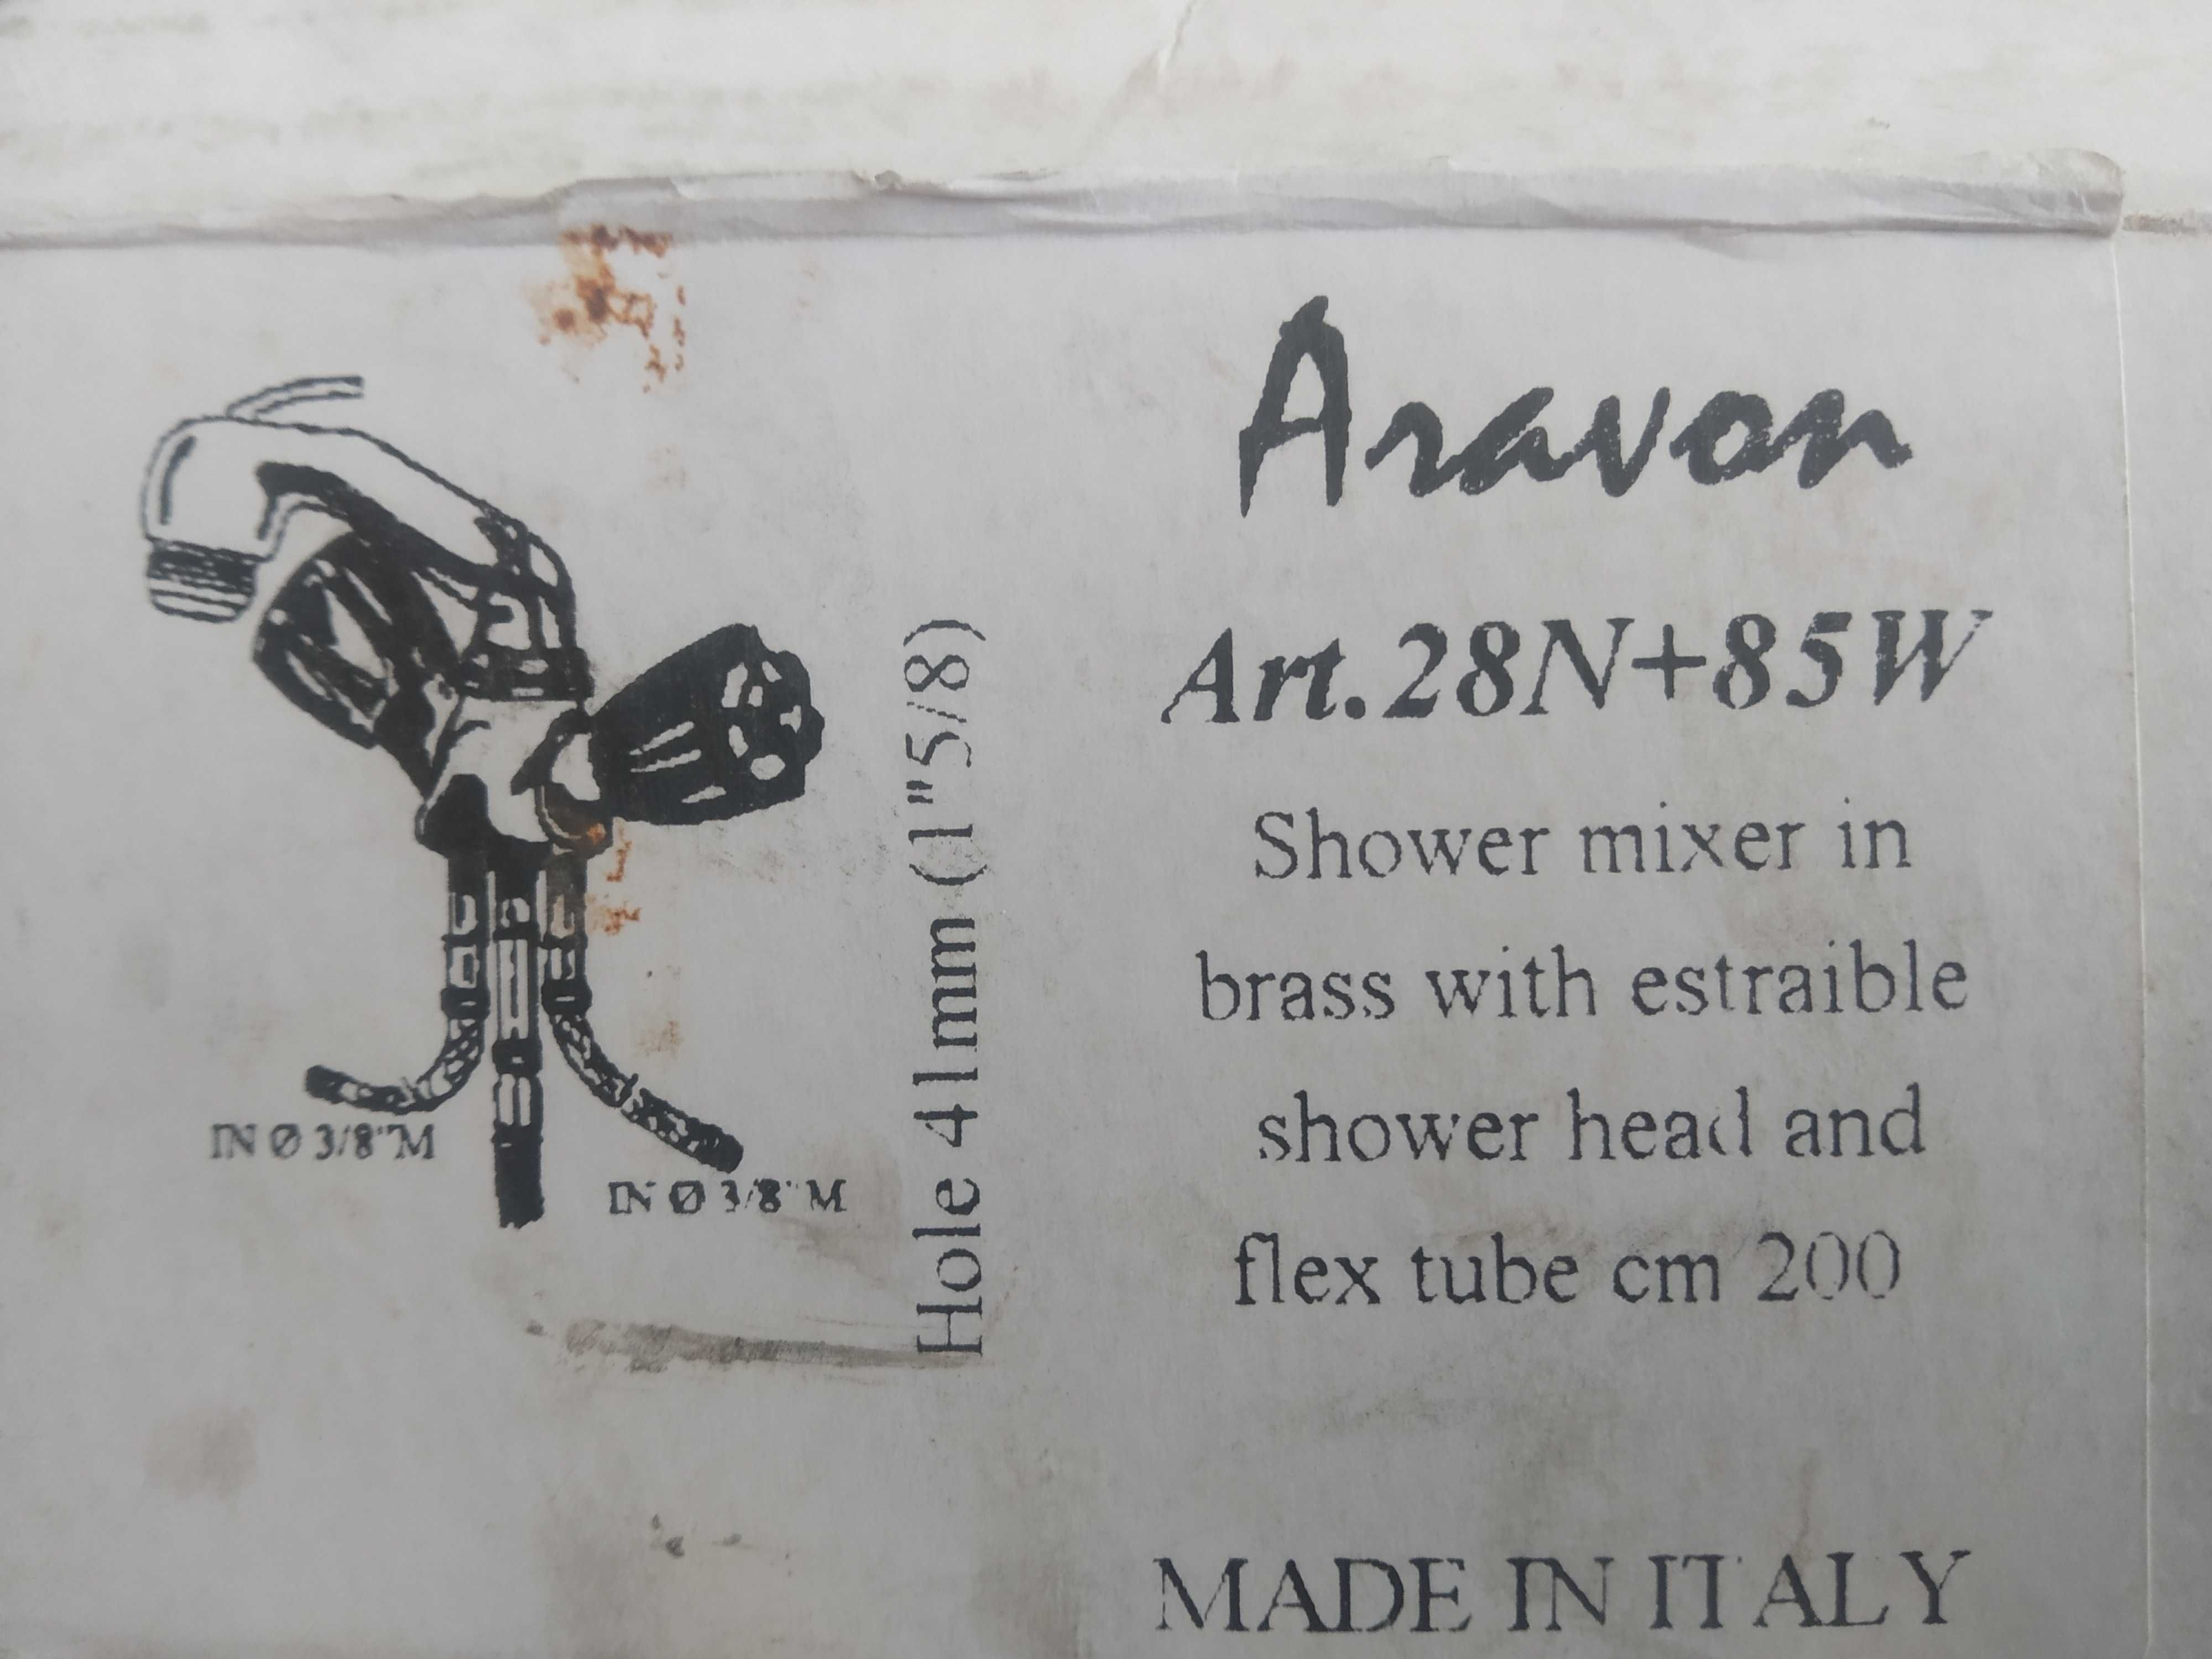 Aravon
Art.28N+85W
Shower mixer in
brass with estraible
shower head and
flex tube cm 200
MADE IN ITALY
Hole 41mm (1"5/8)
IN Ø 3/8"M
IN Ø 3/8"M